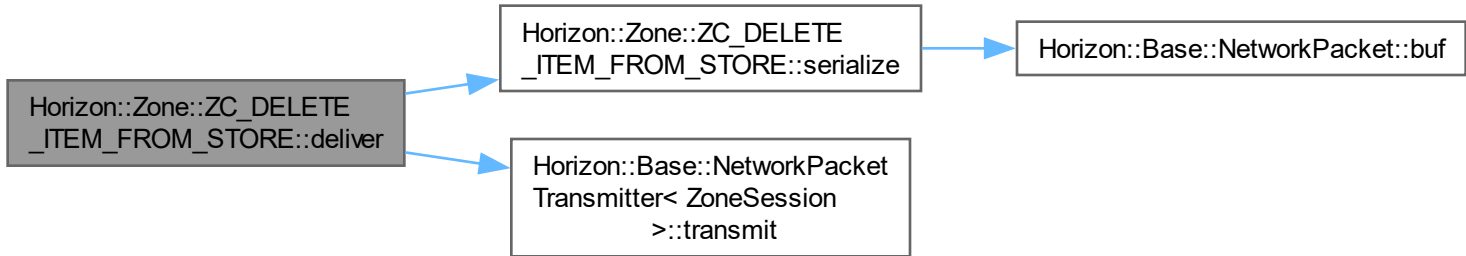 Horizon::Zone::ZC_DELETE
_ITEM_FROM_STORE::deliver
Horizon::Zone::ZC_DELETE
_ITEM_FROM_STORE::serialize
Horizon::Base::NetworkPacket::buf
Horizon::Base::NetworkPacket
Transmitter< ZoneSession
>::transmit